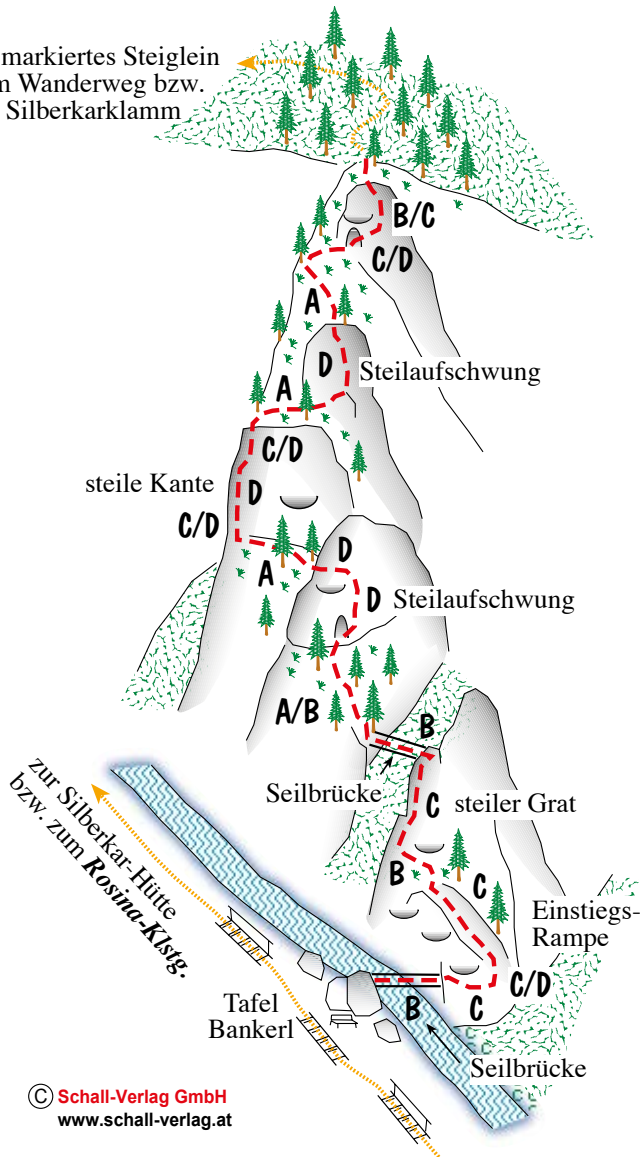 markiertes Steiglein
Wanderweg bzw.
Silberkarklamm
B/C
C/D
A
D
Steilaufschwung
A
C/D
steile Kante
D
C/D
D
A
D
Steilaufschwung
A/B
B
Seilbrücke
C
steiler Grat
zur Silberkar-Hütte
bzw. zum Rosina-Klstg.
B
C
Einstiegs-
Rampe
C/D
C
B
Tafel
Bankerl
Seilbrücke
© Schall-Verlag GmbH
www.schall-verlag.at